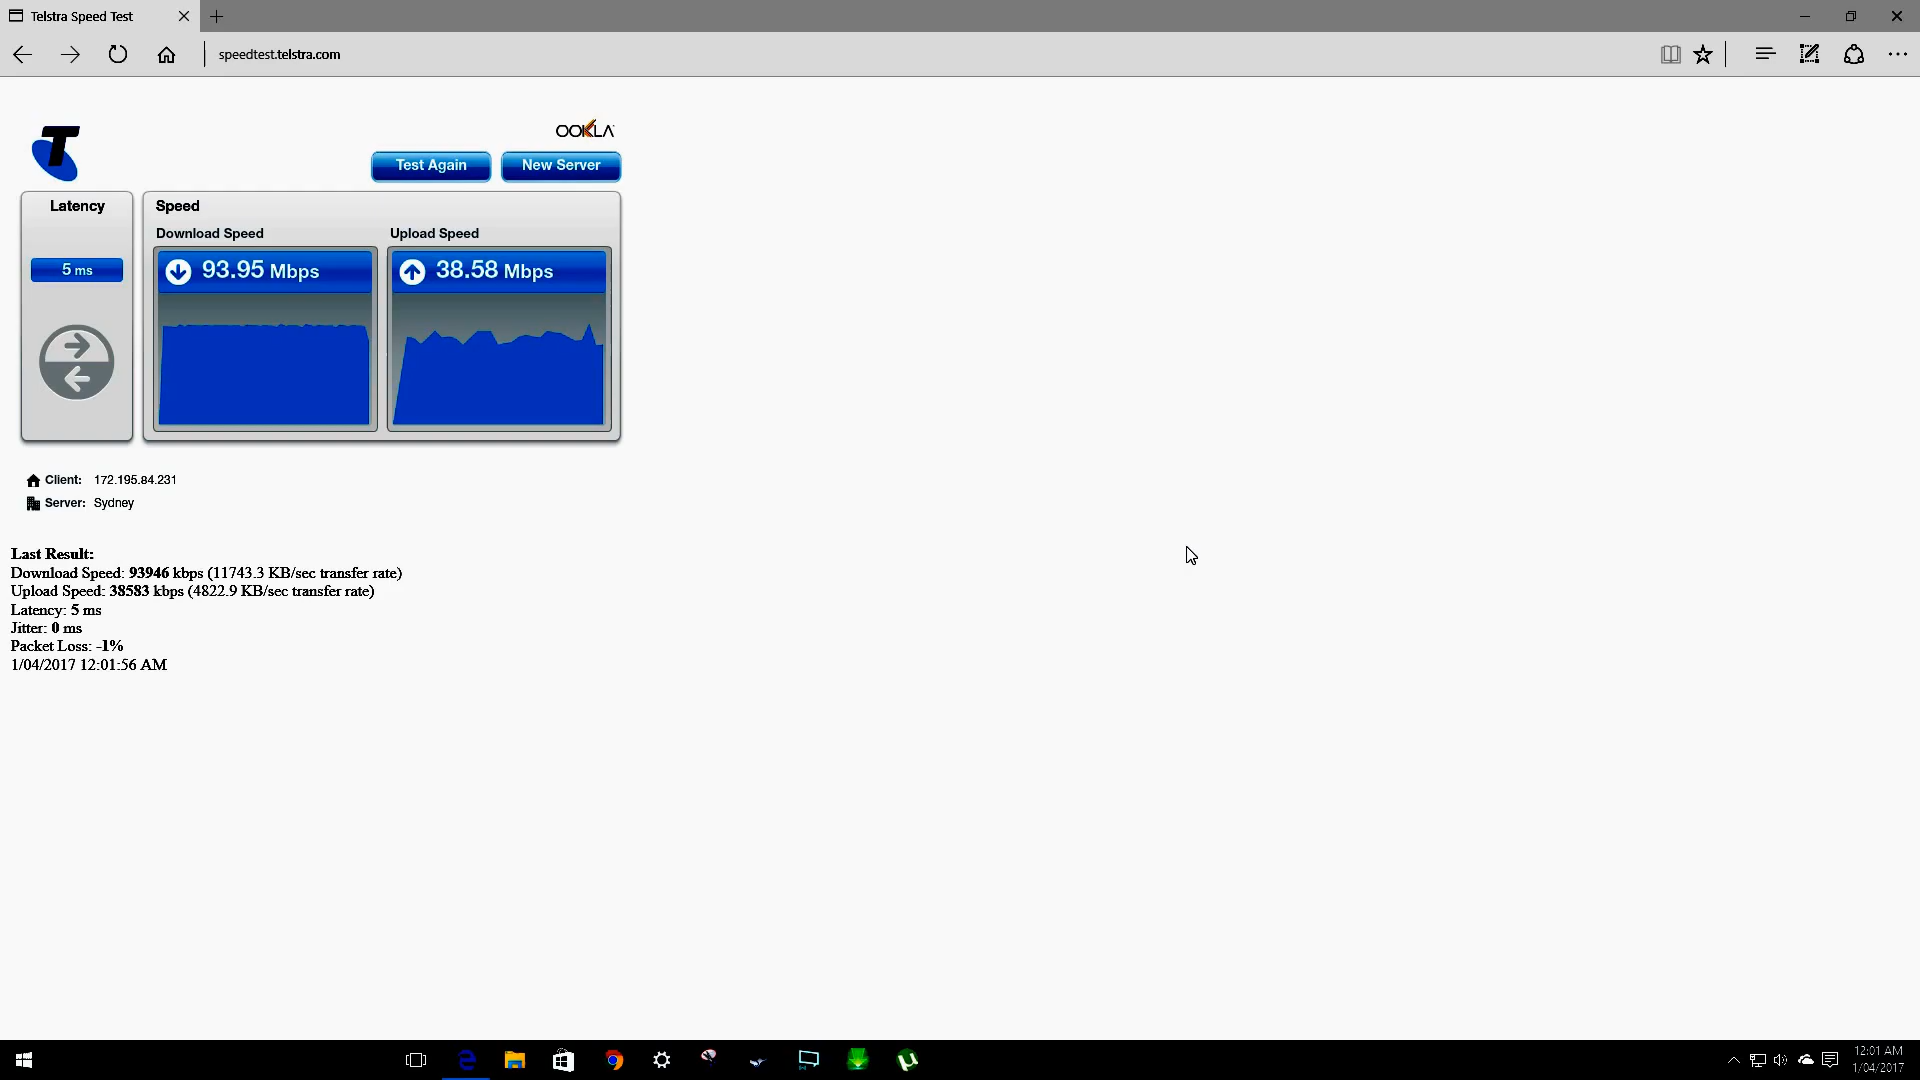 Telstra Speed Test
speedtest.telstra.com
OOKLA
T
Test Again
New Server
Latency
Speed
Download Speed
Upload Speed
5 ms
93.95 Mbps
38.58 Mbps
Client: 172.195.84.231
Server: Sydney
Last Result:
Download Speed: 93946 kbps (11743.3 KB/sec transfer rate)
Upload Speed: 38583 kbps (4822.9 KB/sec transfer rate)
Latency: 5 ms
Jitter: 0 ms
Packet Loss: -1%
1/04/2017 12:01:56 AM
12:01 AM
1/04/2017